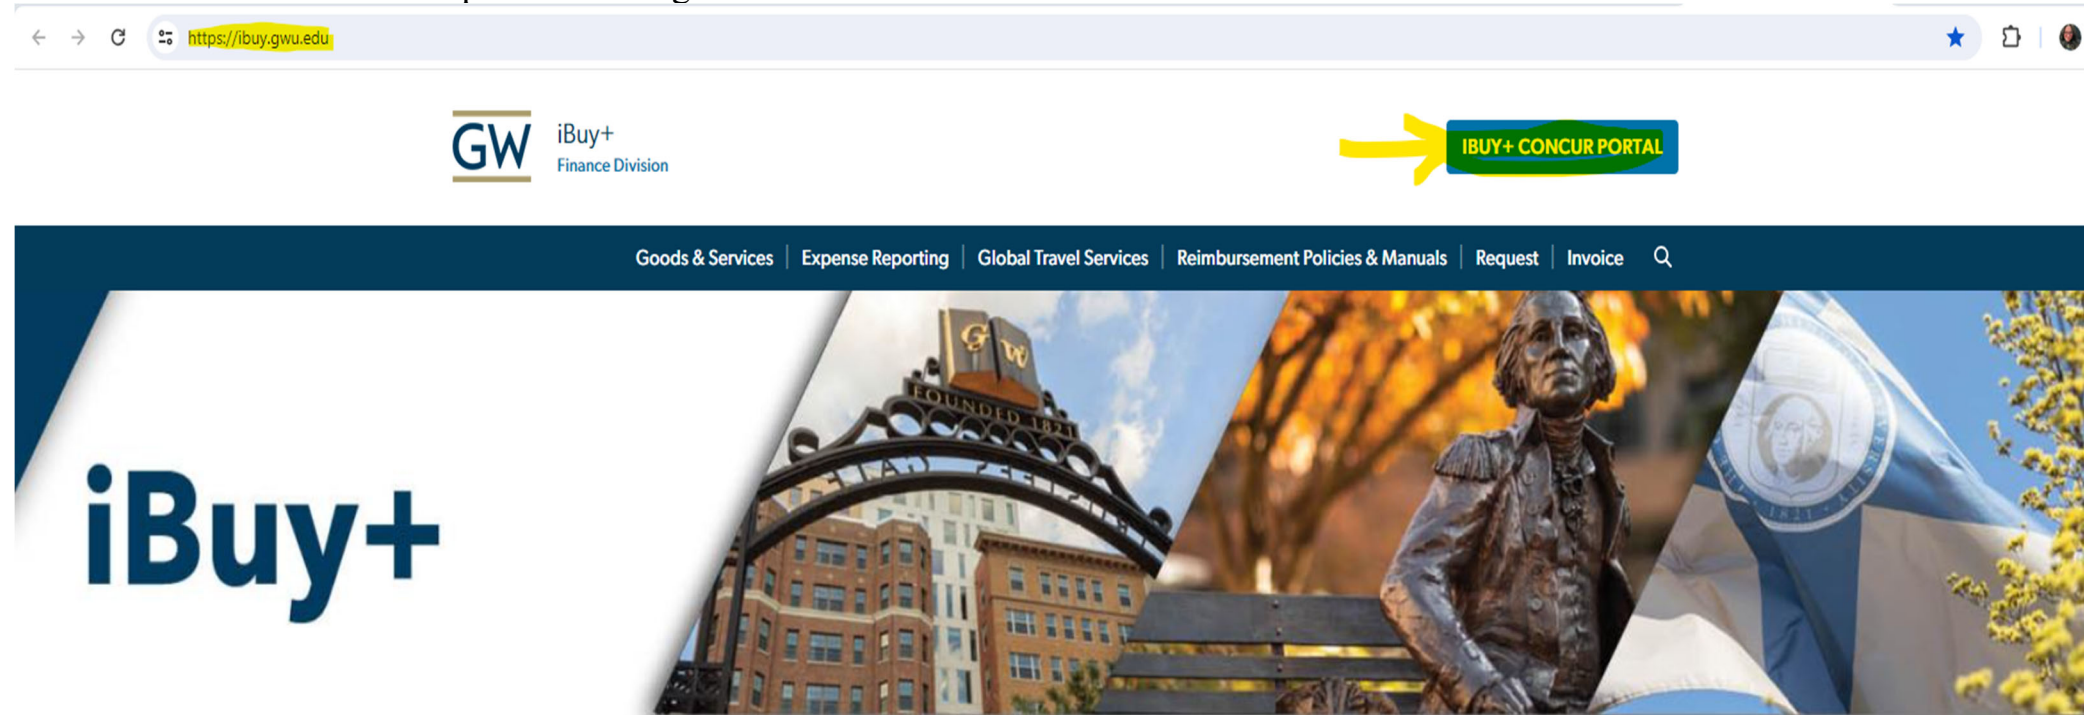 https://ibuy.gwu.edu
GW
iBuy+
Finance Division
IBUY+ CONCUR PORTAL
Goods & Services
Expense Reporting
Global Travel Services
Reimbursement Policies & Manuals
Request
Invoice
iBuy+
G W
FOUNDED 1821
1821